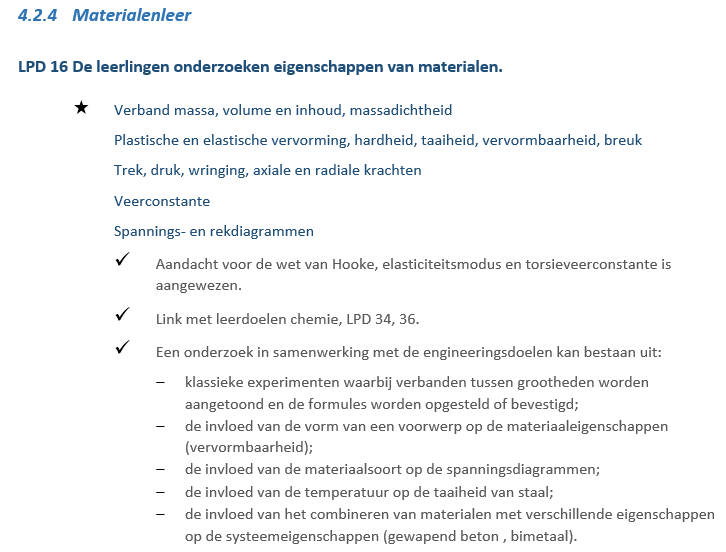 4.2.4 Materialenleer
LPD 16 De leerlingen onderzoeken eigenschappen van materialen.
★ Verband massa, volume en inhoud, massadichtheid
Plastische en elastische vervorming, hardheid, taaiheid, vervormbaarheid, breuk
Trek, druk, wringing, axiale en radiale krachten
Veerconstante
Spannings- en rekdiagrammen
✓ Aandacht voor de wet van Hooke, elasticiteitsmodus en torsieveerconstante is
aangewezen.
✓ Link met leerdoelen chemie, LPD 34, 36.
✓ Een onderzoek in samenwerking met de engineeringsdoelen kan bestaan uit:
− klassieke experimenten waarbij verbanden tussen grootheden worden
aangetoond en de formules worden opgesteld of bevestigd;
− de invloed van de vorm van een voorwerp op de materiaaleigenschappen
(vervormbaarheid);
− de invloed van de materiaalsoort op de spanningsdiagrammen;
− de invloed van de temperatuur op de taaiheid van staal;
− de invloed van het combineren van materialen met verschillende eigenschappen
op de systeemeigenschappen (gewapend beton , bimetaal).